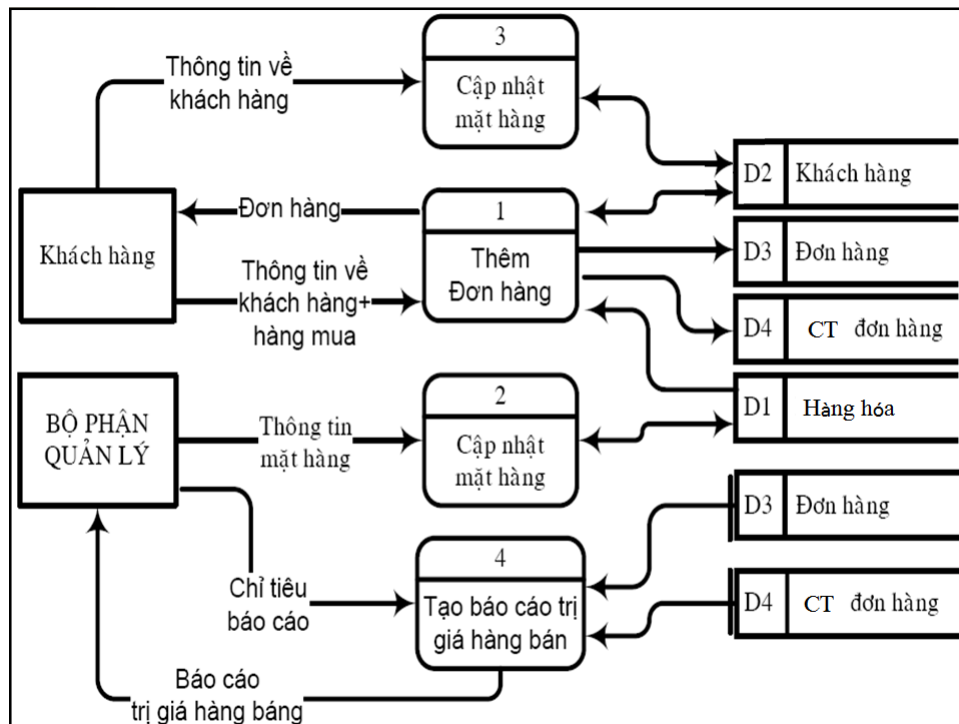 3
Thông tin về
khách hàng
Cập nhật
mặt hàng
D2
Khách hàng
Đơn hàng
1
Khách hàng
Thêm
Đơn hàng
D3
Đơn hàng
Thông tin về
khách hàng+
hàng mua
D4
CT đơn hàng
2
D1
Hàng hóa
BỘ PHẬN
QUẢN LÝ
Thông tin
mặt hàng
Cập nhật
mặt hàng
D3
Đơn hàng
4
Chỉ tiêu
báo cáo
Tạo báo cáo trị
giá hàng bán
D4
CT đơn hàng
Báo cáo
trị giá hàng báng